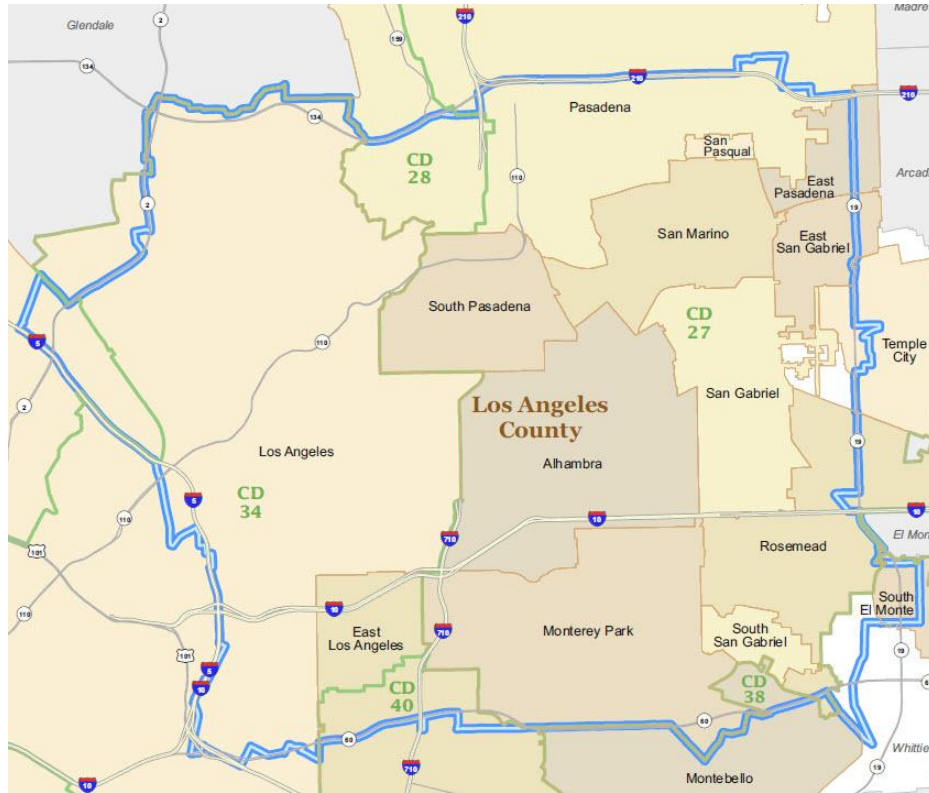 Glendale
2
210
Madre
134
159
210
134
Pasadena
210
San
Pasqual
CD
28
110
East
Pasadena
Arcad
2
19
San Marino
East
San Gabriel
South Pasadena
CD
27
5
110
Temple
City
2
San Gabriel
Los Angeles
County
Los Angeles
Alhambra
19
CD
34
5
10
10
110
710
El Mon
101
Rosemead
10
South
El Monte
East
Los Angeles
710
Monterey Park
South
San Gabriel
110
101
5
10
CD
40
CD
38
19
60
60
6
Whittie
710
19
Montebello
10